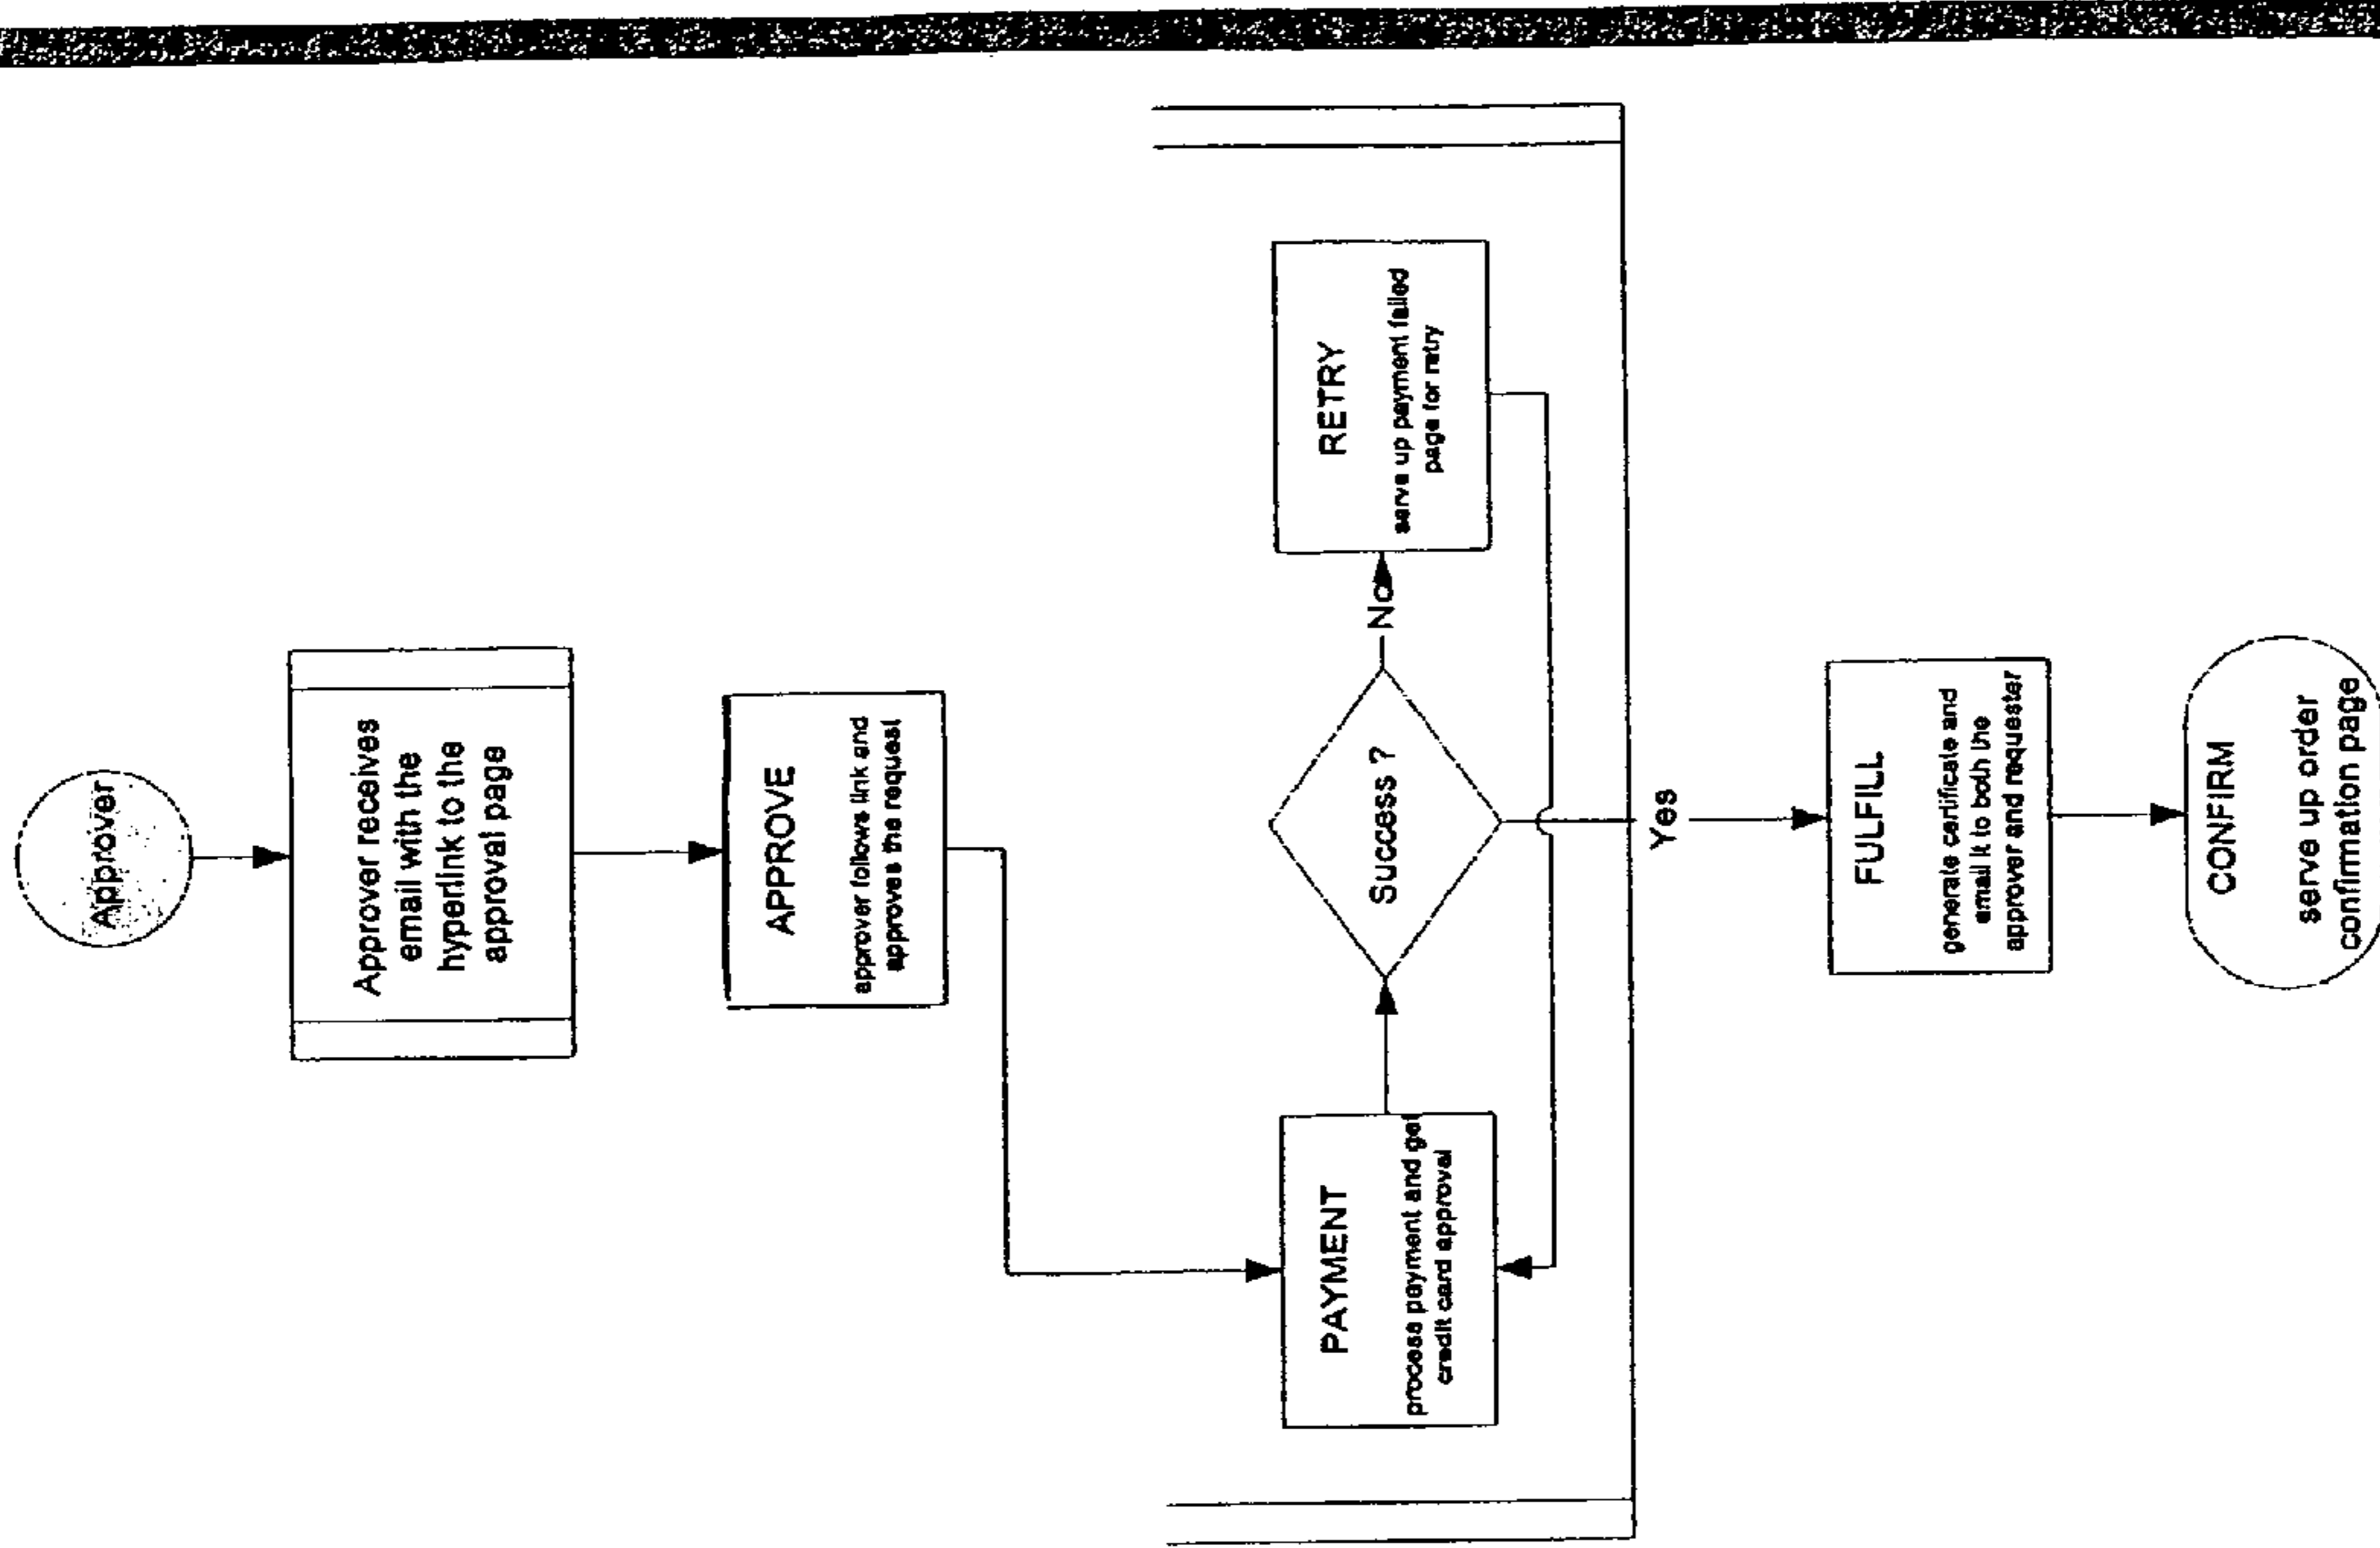 Approver
Approver receives
email with the
hyperlink to the
approval page
APPROVE
approver follows link and
approves the request
PAYMENT
process payment and get
credit card approval
Success ?
No
RETRY
serve up payment failed
page for retry
Yes
FULFILL
generate certificate and
email it to both the
approver and requester
CONFIRM
serve up order
confirmation page